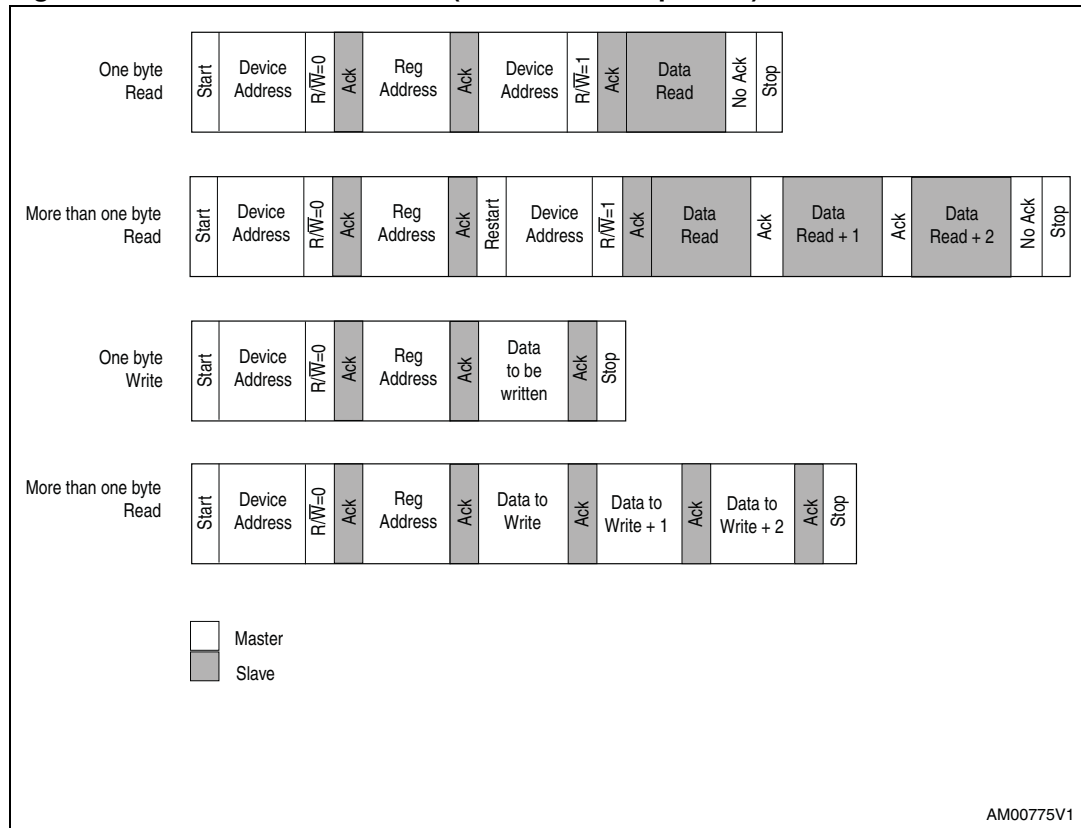 One byte
Read
Start
Device
Address
R/W̅=0
Ack
Reg
Address
Ack
Device
Address
R/W̅=1
Ack
Data
Read
No Ack
Stop
More than one byte
Read
Start
Device
Address
R/W̅=0
Ack
Reg
Address
Ack
Restart
Device
Address
R/W̅=1
Ack
Data
Read
Ack
Data
Read + 1
Ack
Data
Read + 2
No Ack
Stop
One byte
Write
Start
Device
Address
R/W̅=0
Ack
Reg
Address
Ack
Data
to be
written
Ack
Stop
More than one byte
Read
Start
Device
Address
R/W̅=0
Ack
Reg
Address
Ack
Data to
Write
Ack
Data to
Write + 1
Ack
Data to
Write + 2
Ack
Stop
Master
Slave
AM00775V1